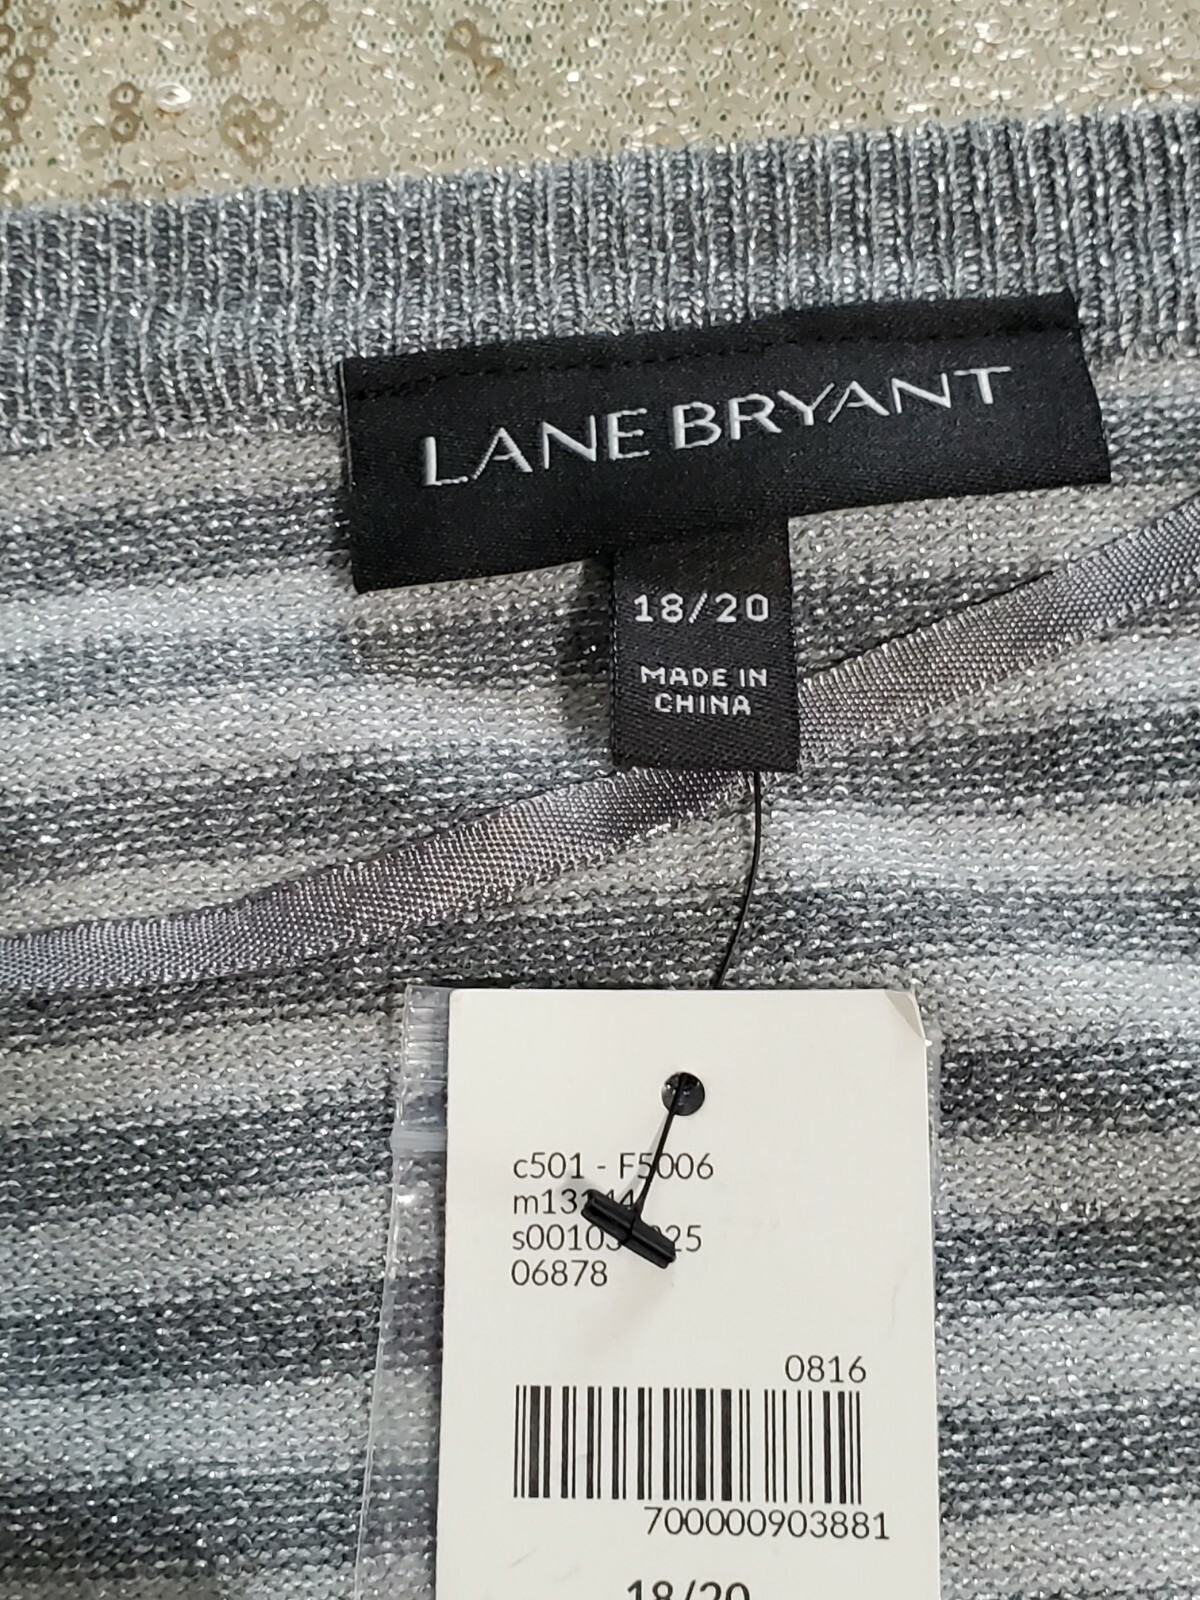 LANE BRYANT
18/20
MADE IN
CHINA
c501 - F5006
06878
0816
700000903881
18/20